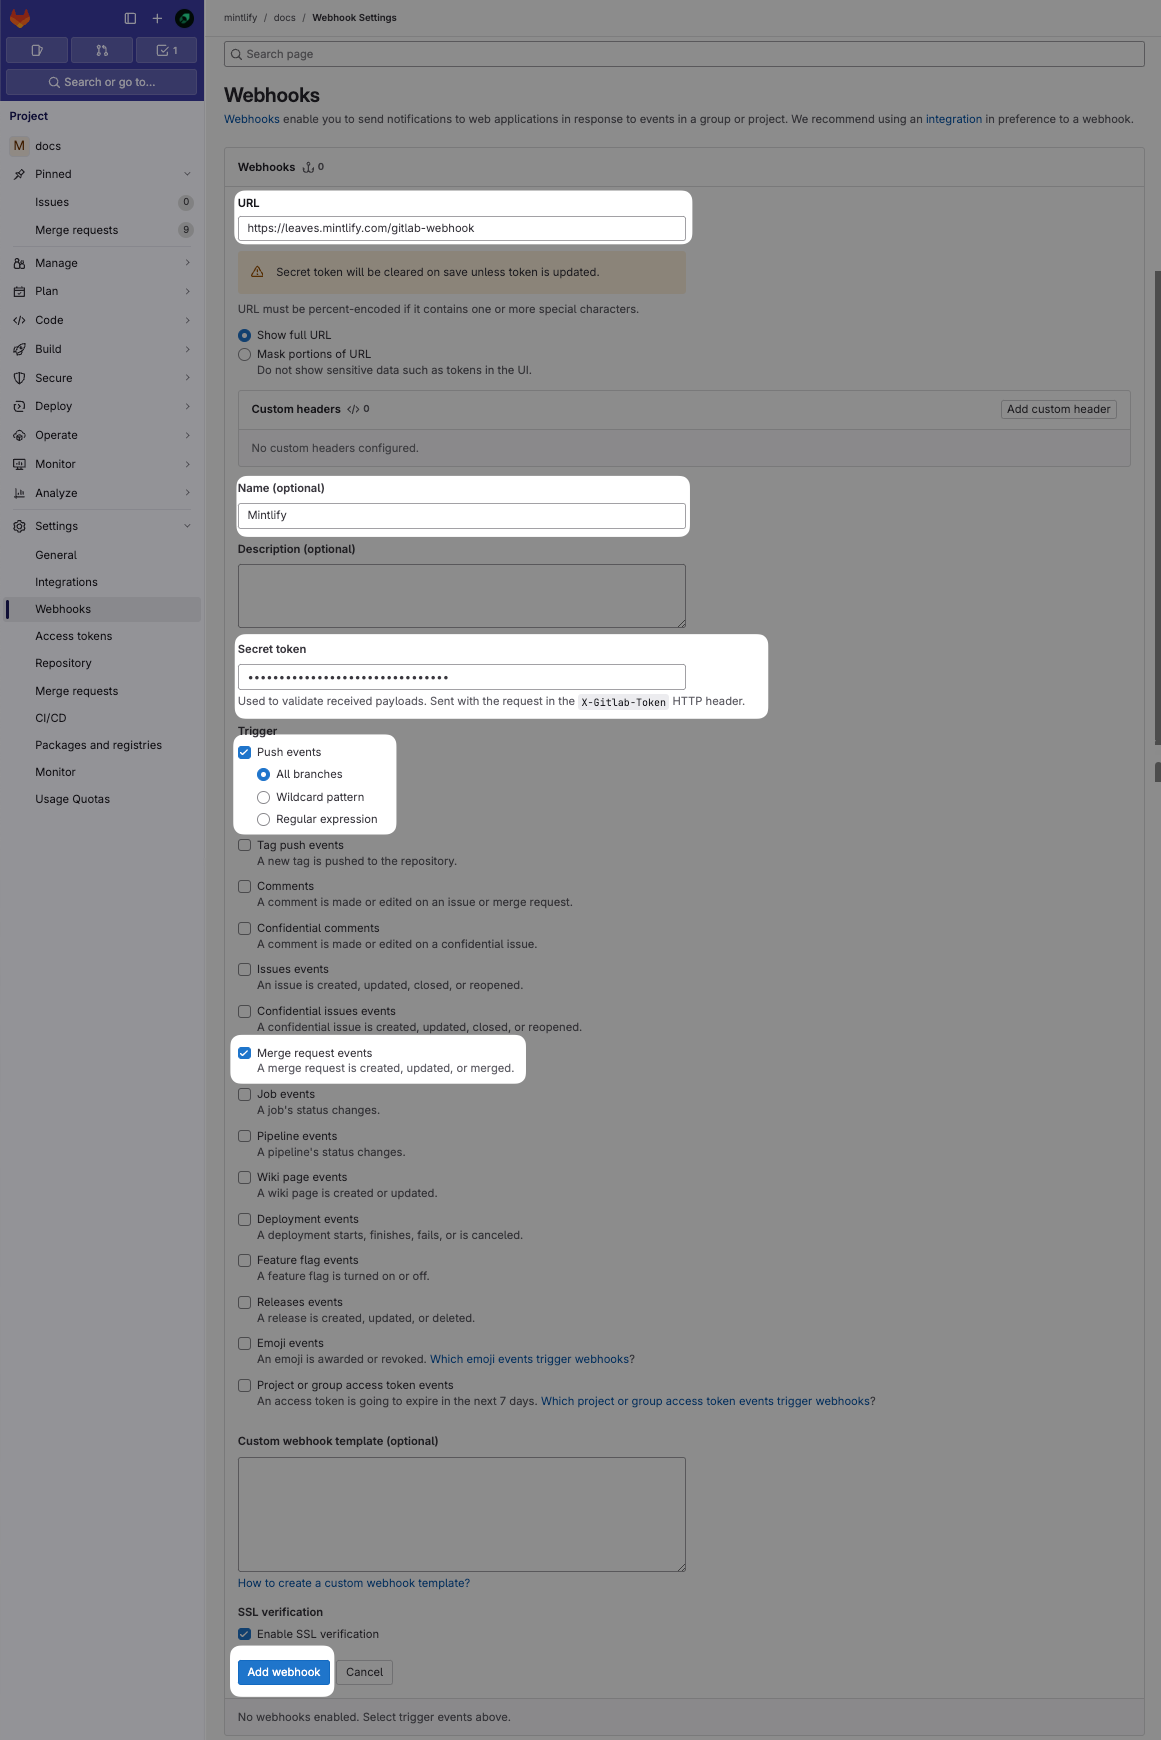 mintlify / docs / Webhook Settings
1
Search or go to...
Search page
Project
M docs
Pinned
Issues 0
Merge requests 9
Manage
Plan
Code
Build
Secure
Deploy
Operate
Monitor
Analyze
Settings
General
Integrations
Webhooks
Access tokens
Repository
Merge requests
CI/CD
Packages and registries
Monitor
Usage Quotas
Webhooks
Webhooks enable you to send notifications to web applications in response to events in a group or project. We recommend using an integration in preference to a webhook.
Webhooks 0
URL
https://leaves.mintlify.com/gitlab-webhook
Secret token will be cleared on save unless token is updated.
URL must be percent-encoded if it contains one or more special characters.
Show full URL
Mask portions of URL
Do not show sensitive data such as tokens in the UI.
Custom headers </> 0
Add custom header
No custom headers configured.
Name (optional)
Mintlify
Description (optional)
Secret token
••••••••••••••••••••••••••••••••
Used to validate received payloads. Sent with the request in the X-Gitlab-Token HTTP header.
Trigger
Push events
All branches
Wildcard pattern
Regular expression
Tag push events
A new tag is pushed to the repository.
Comments
A comment is made or edited on an issue or merge request.
Confidential comments
A comment is made or edited on a confidential issue.
Issues events
An issue is created, updated, closed, or reopened.
Confidential issues events
A confidential issue is created, updated, closed, or reopened.
Merge request events
A merge request is created, updated, or merged.
Job events
A job's status changes.
Pipeline events
A pipeline's status changes.
Wiki page events
A wiki page is created or updated.
Deployment events
A deployment starts, finishes, fails, or is canceled.
Feature flag events
A feature flag is turned on or off.
Releases events
A release is created, updated, or deleted.
Emoji events
An emoji is awarded or revoked. Which emoji events trigger webhooks?
Project or group access token events
An access token is going to expire in the next 7 days. Which project or group access token events trigger webhooks?
Custom webhook template (optional)
How to create a custom webhook template?
SSL verification
Enable SSL verification
Add webhook
Cancel
No webhooks enabled. Select trigger events above.